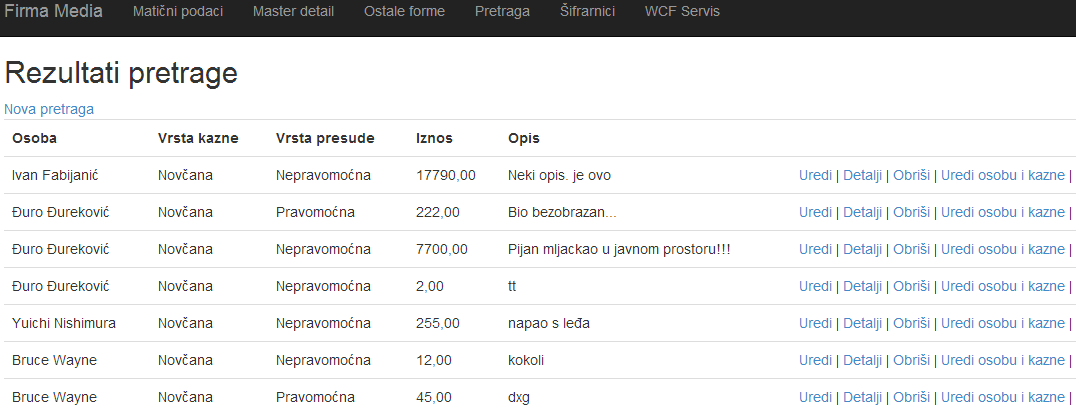 Firma Media Matični podaci Master detail Ostale forme Pretraga Šifrarnici WCF Servis
Rezultati pretrage
Nova pretraga
Osoba Vrsta kazne Vrsta presude Iznos Opis
Ivan Fabijanić Novčana Nepravomoćna 17790,00 Neki opis. je ovo Uredi | Detalji | Obriši | Uredi osobu i kazne |
Đuro Đureković Novčana Pravomoćna 222,00 Bio bezobrazan... Uredi | Detalji | Obriši | Uredi osobu i kazne |
Đuro Đureković Novčana Nepravomoćna 7700,00 Pijan mljackao u javnom prostoru!!! Uredi | Detalji | Obriši | Uredi osobu i kazne |
Đuro Đureković Novčana Nepravomoćna 2,00 tt Uredi | Detalji | Obriši | Uredi osobu i kazne |
Yuichi Nishimura Novčana Nepravomoćna 255,00 napao s leđa Uredi | Detalji | Obriši | Uredi osobu i kazne |
Bruce Wayne Novčana Nepravomoćna 12,00 kokoli Uredi | Detalji | Obriši | Uredi osobu i kazne |
Bruce Wayne Novčana Pravomoćna 45,00 dxg Uredi | Detalji | Obriši | Uredi osobu i kazne |